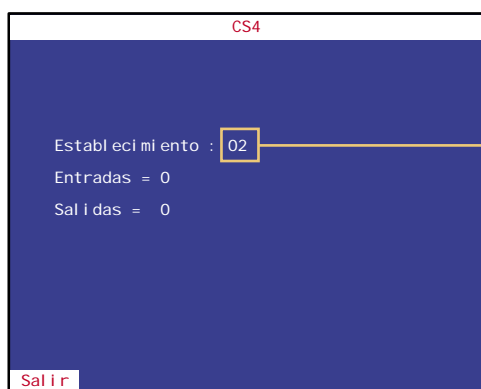 CS4
Establecimiento : 02
Entradas = 0
Salidas = 0
Salir